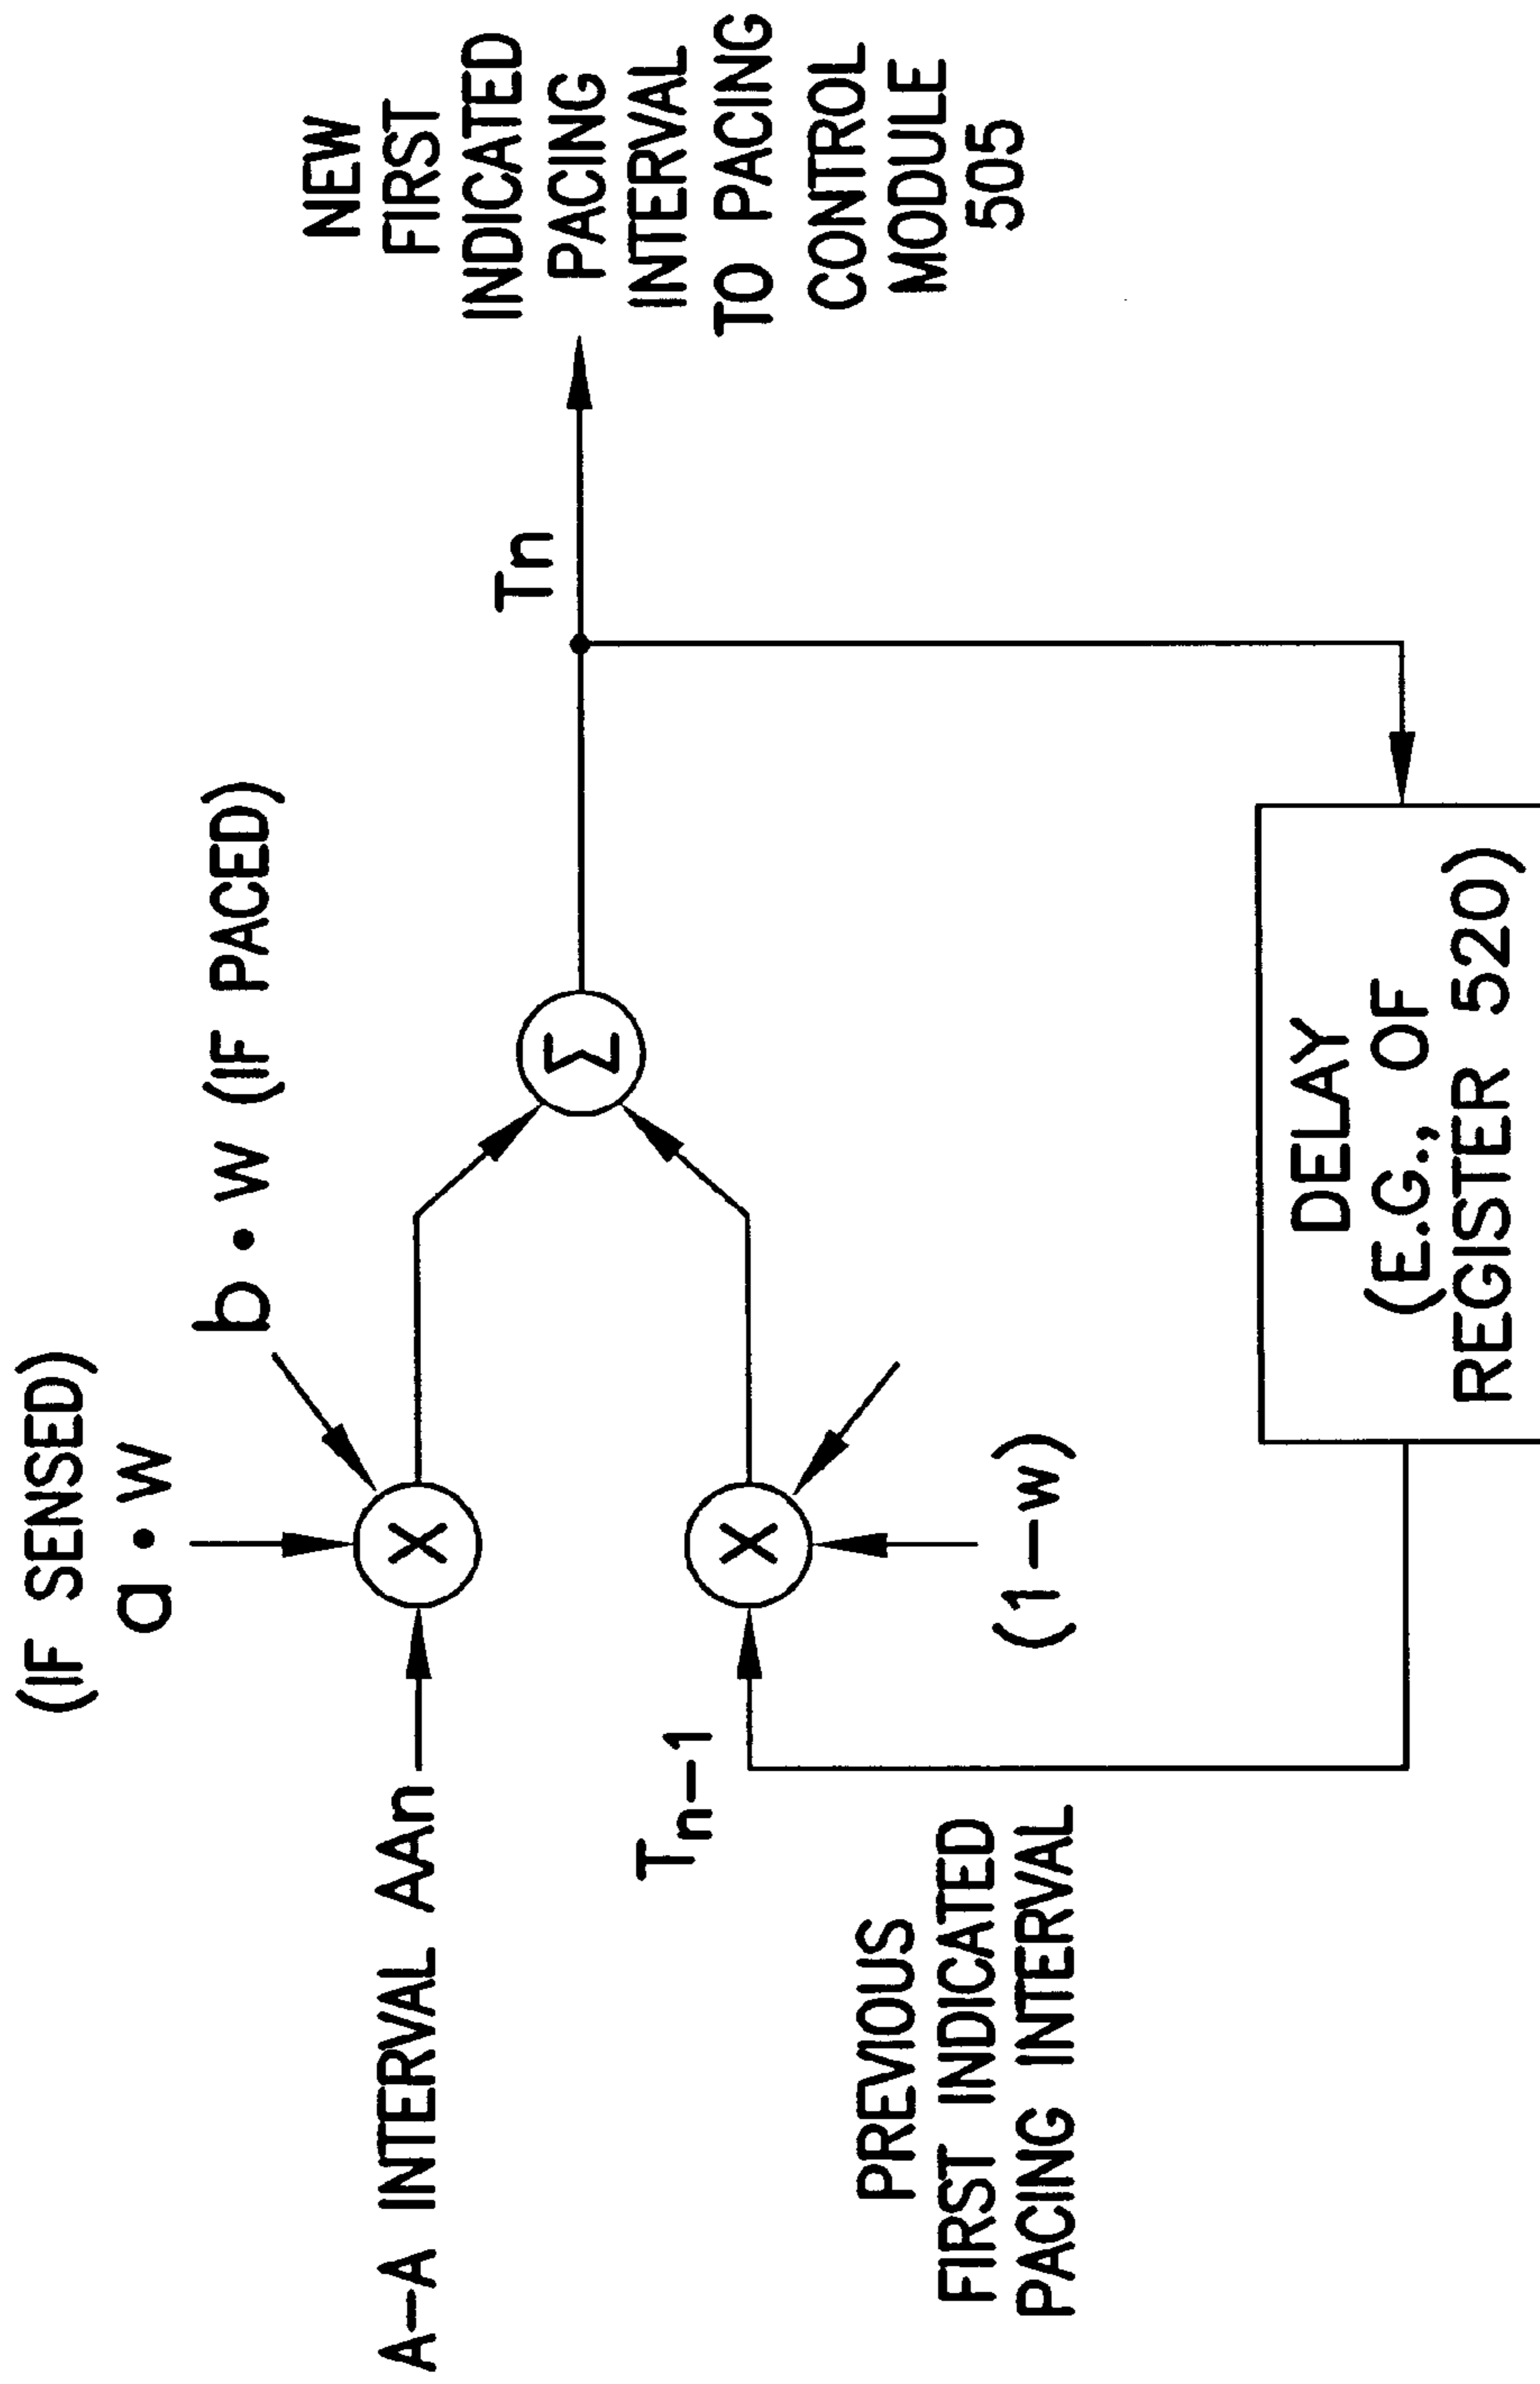 (IF SENSED)
a • w
b • w (IF PACED)
A-A INTERVAL AAn
X
Σ
Tn
NEW
FIRST
INDICATED
PACING
INTERVAL
TO PACING
CONTROL
MODULE
505
Tn-1
X
PREVIOUS
FIRST INDICATED
PACING INTERVAL
(1-w)
DELAY
(E.G., OF
REGISTER 520)